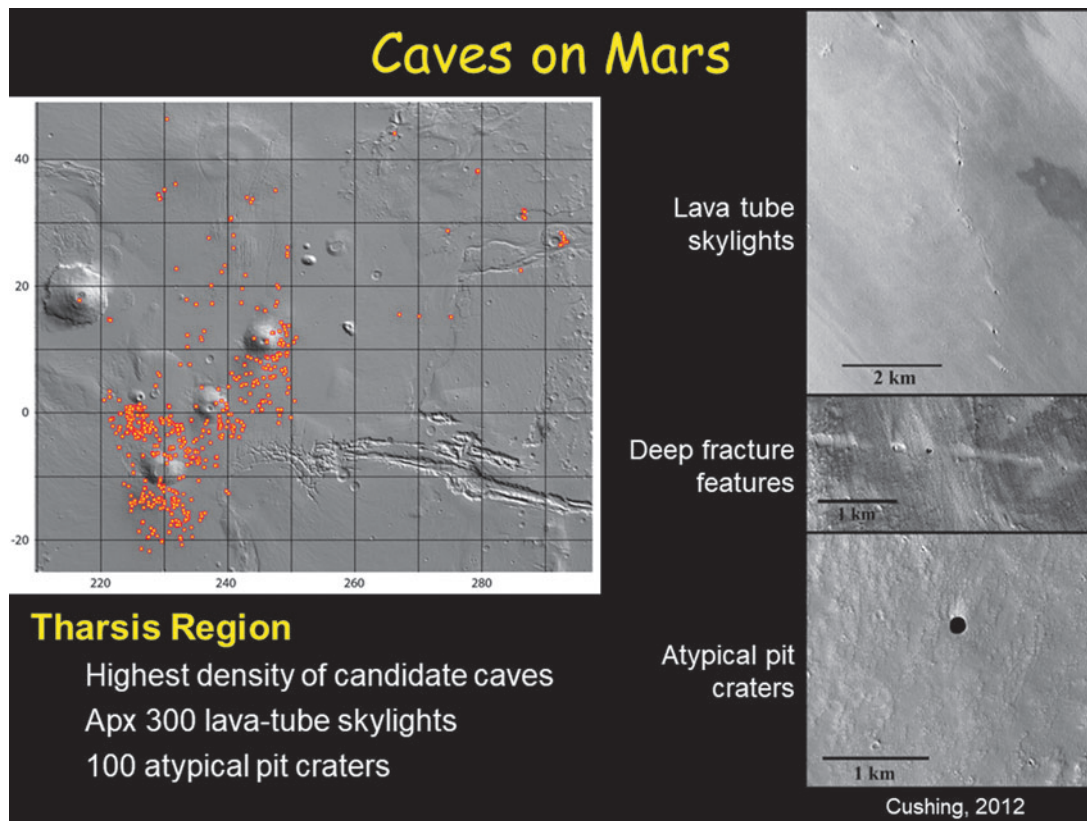 Caves on Mars
40
20
0
-20
220
240
260
280
Lava tube
skylights
2 km
Deep fracture
features
1 km
Atypical pit
craters
1 km
Tharsis Region
Highest density of candidate caves
Apx 300 lava-tube skylights
100 atypical pit craters
Cushing, 2012